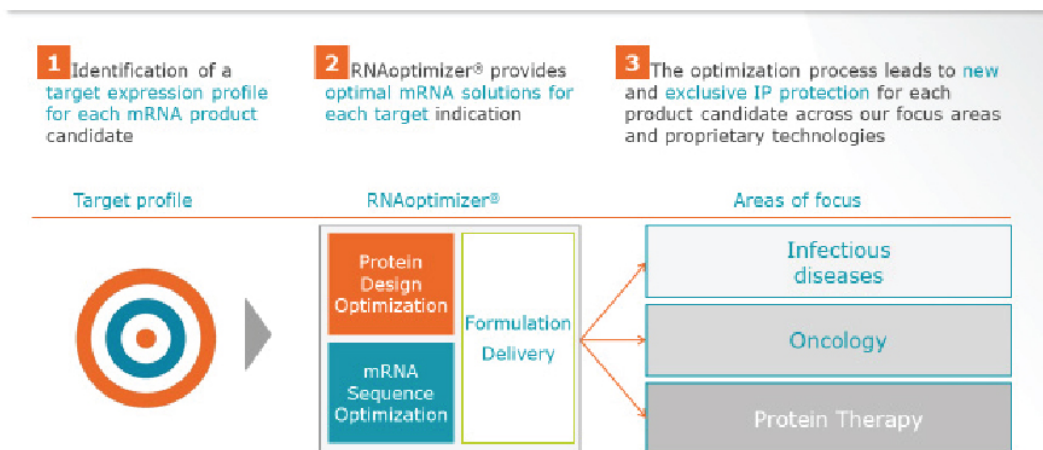 1 Identification of a
target expression profile
for each mRNA product
candidate
2 RNAoptimizer® provides
optimal mRNA solutions for
each target indication
3 The optimization process leads to new
and exclusive IP protection for each
product candidate across our focus areas
and proprietary technologies
Target profile
RNAoptimizer®
Areas of focus
Protein
Design
Optimization
mRNA
Sequence
Optimization
Formulation
Delivery
Infectious
diseases
Oncology
Protein Therapy